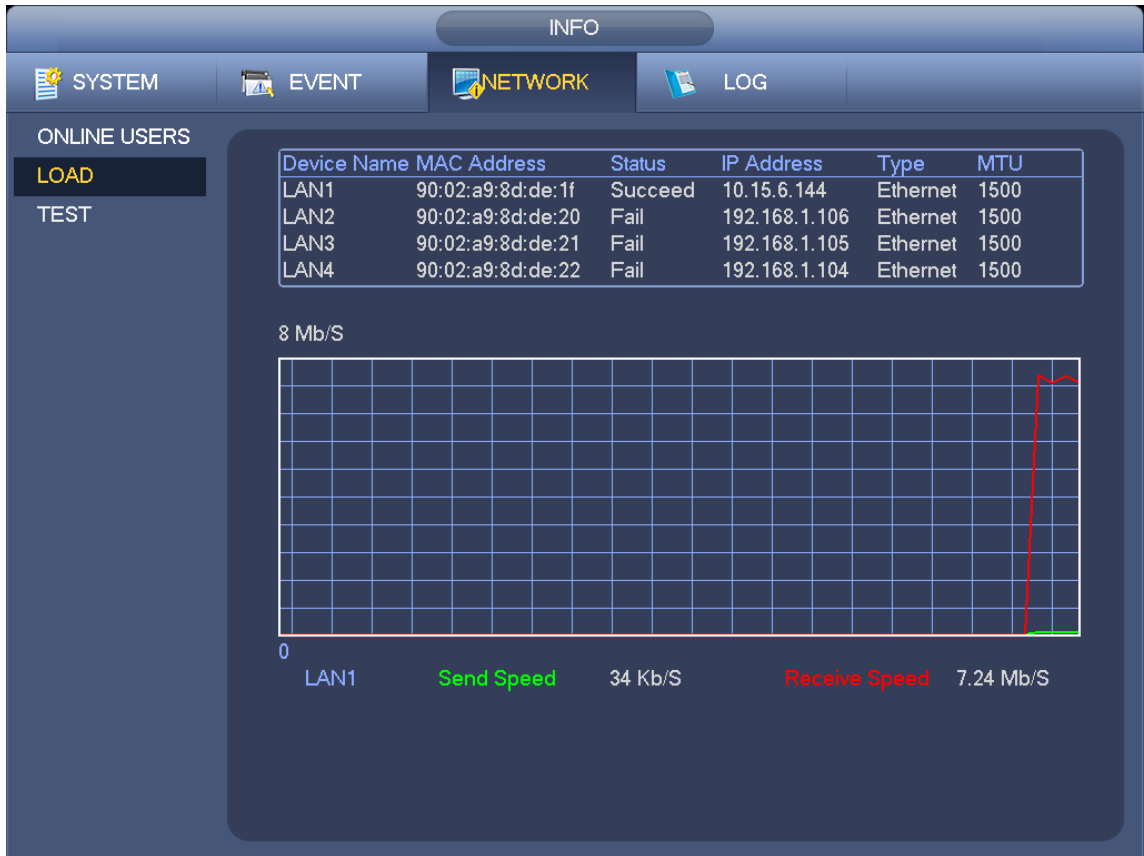 INFO
SYSTEM EVENT NETWORK LOG
ONLINE USERS
LOAD
TEST
Device Name MAC Address Status IP Address Type MTU
LAN1 90:02:a9:8d:de:1f Succeed 10.15.6.144 Ethernet 1500
LAN2 90:02:a9:8d:de:20 Fail 192.168.1.106 Ethernet 1500
LAN3 90:02:a9:8d:de:21 Fail 192.168.1.105 Ethernet 1500
LAN4 90:02:a9:8d:de:22 Fail 192.168.1.104 Ethernet 1500
8 Mb/S
0
LAN1 Send Speed 34 Kb/S Receive Speed 7.24 Mb/S